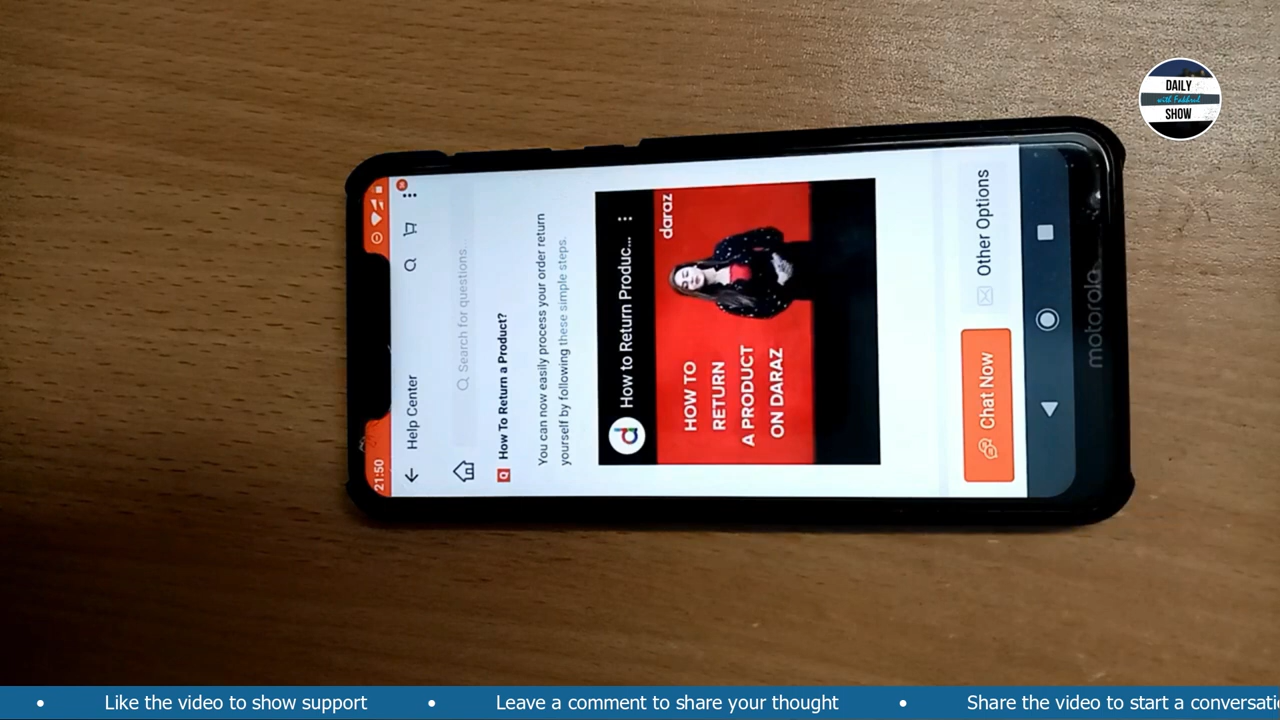 DAILY
with Fakhrul
SHOW
21:50
Help Center
Search for questions...
Q
How To Return a Product?
You can now easily process your order return
yourself by following these simple steps.
d
How to Return Produc...
daraz
HOW TO
RETURN
A PRODUCT
ON DARAZ
Chat Now
Other Options
motorola
• Like the video to show support • Leave a comment to share your thought • Share the video to start a conversati